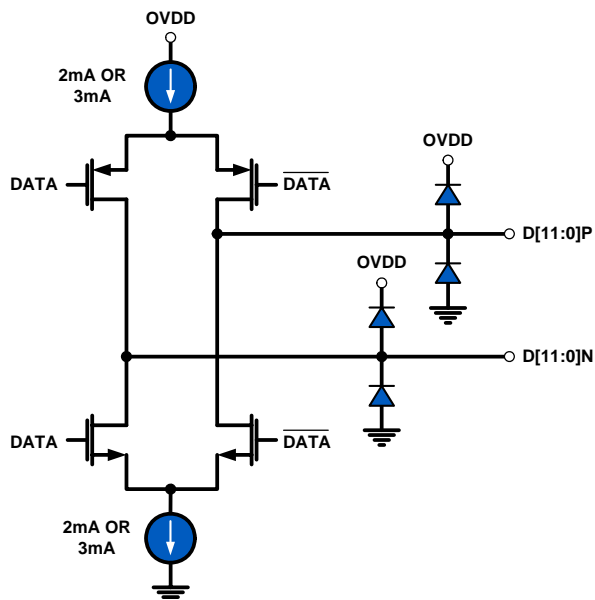 OVDD
2mA OR
3mA
OVDD
DATA
DATA
D[11:0]P
OVDD
D[11:0]N
DATA
DATA
2mA OR
3mA